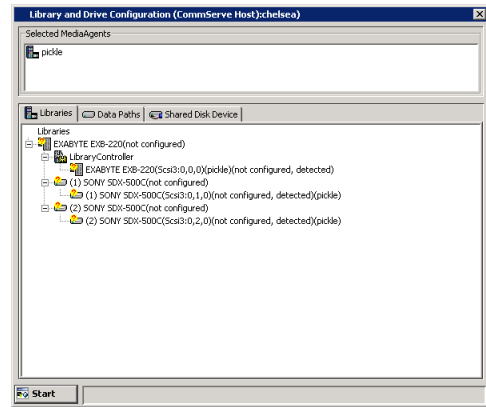 Library and Drive Configuration (CommServe Host):chelsea)
Selected MediaAgents
pickle
Libraries
Data Paths
Shared Disk Device
Libraries
EXABYTE EXB-220(not configured)
LibraryController
EXABYTE EXB-220(Scsi3:0,0,0)(pickle)(not configured, detected)
(1) SONY SDX-500C(not configured)
(1) SONY SDX-500C(Scsi3:0,1,0)(not configured, detected)(pickle)
(2) SONY SDX-500C(not configured)
(2) SONY SDX-500C(Scsi3:0,2,0)(not configured, detected)(pickle)
Start